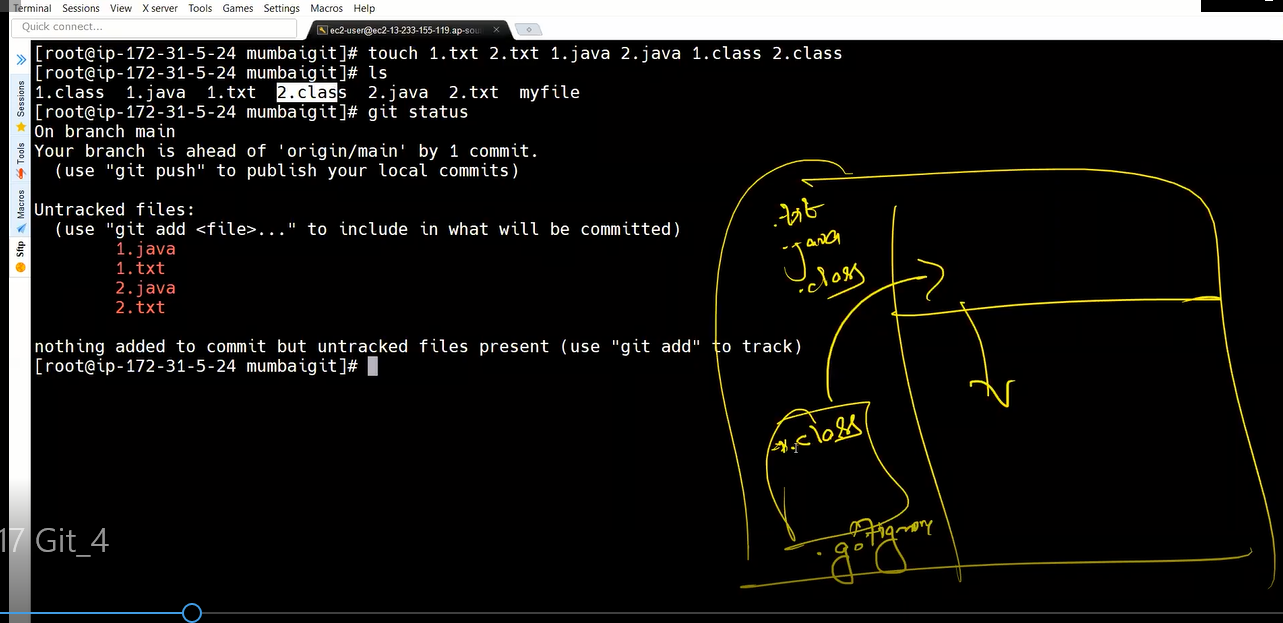 Terminal Sessions View X server Tools Games Settings Macros Help
Quick connect...
ec2-user@ec2-13-233-155-119.ap-sou
[root@ip-172-31-5-24 mumbaigit]# touch 1.txt 2.txt 1.java 2.java 1.class 2.class
[root@ip-172-31-5-24 mumbaigit]# ls
1.class 1.java 1.txt 2.class 2.java 2.txt myfile
[root@ip-172-31-5-24 mumbaigit]# git status
On branch main
Your branch is ahead of 'origin/main' by 1 commit.
(use "git push" to publish your local commits)
Untracked files:
(use "git add <file>..." to include in what will be committed)
1.java
1.txt
2.java
2.txt
nothing added to commit but untracked files present (use "git add" to track)
[root@ip-172-31-5-24 mumbaigit]#
Sessions
Tools
Macros
Sftp
.txt
.java
.class
*.class
17 Git_4